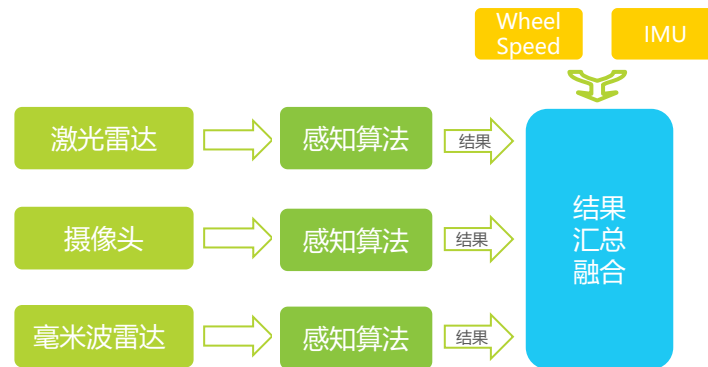 Wheel
Speed
IMU
激光雷达
感知算法
结果
摄像头
感知算法
结果
毫米波雷达
感知算法
结果
结果
汇总
融合